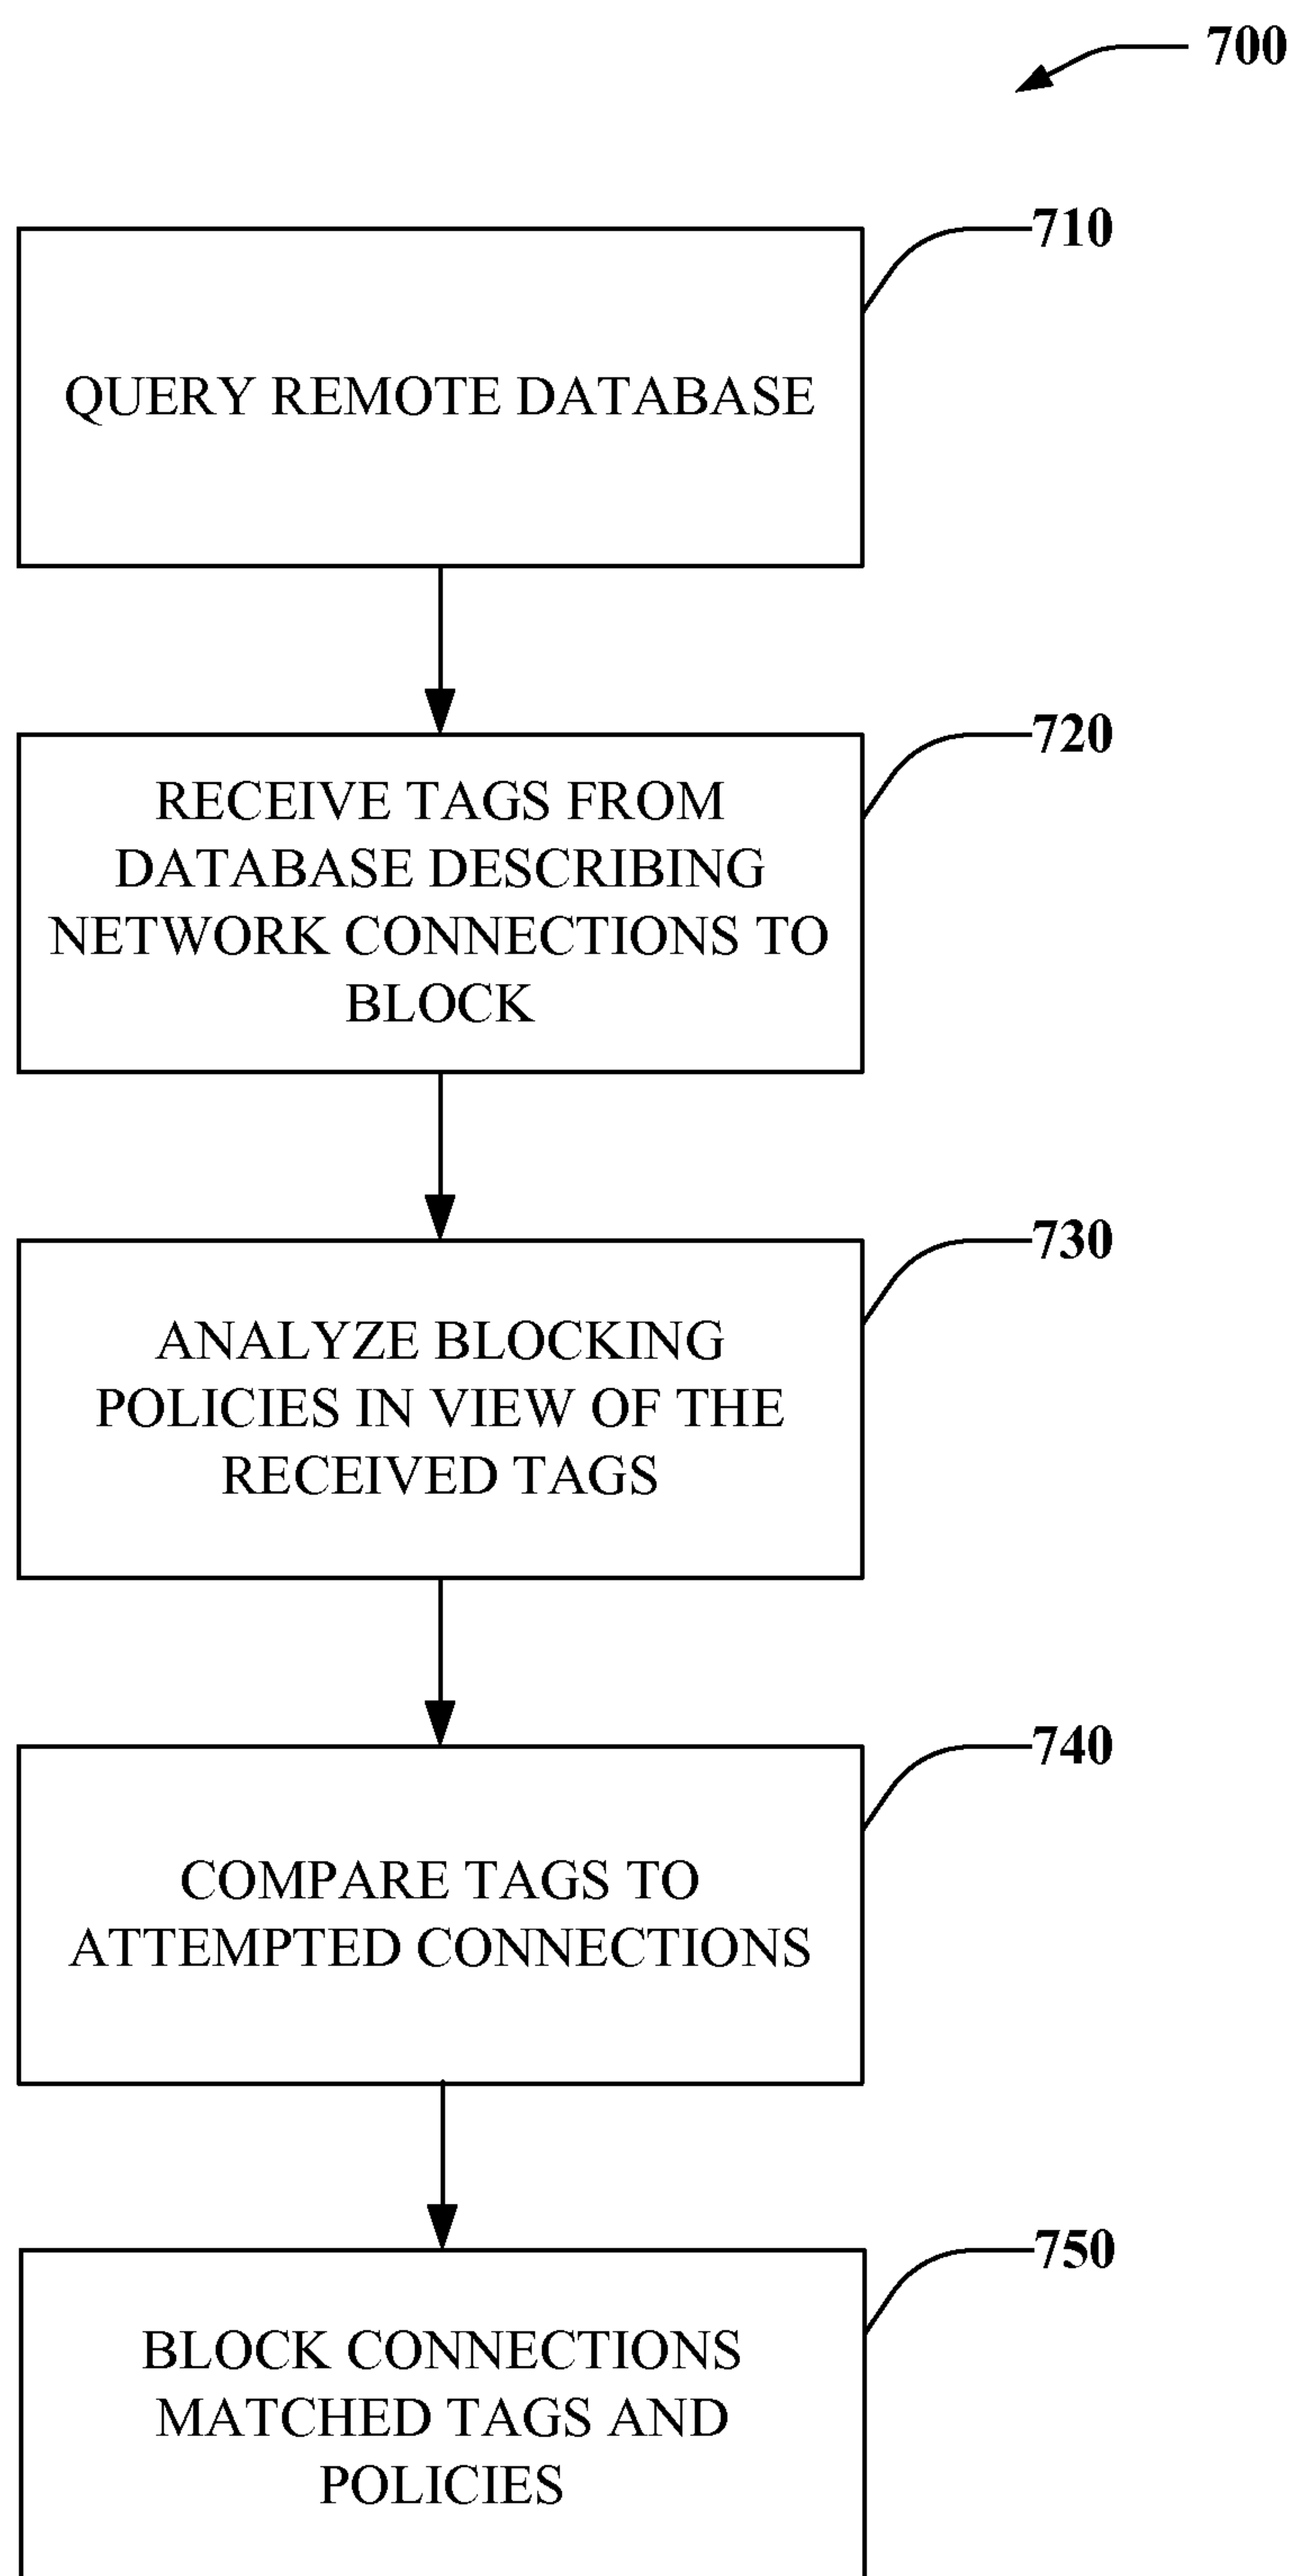 700
710
QUERY REMOTE DATABASE
720
RECEIVE TAGS FROM
DATABASE DESCRIBING
NETWORK CONNECTIONS TO
BLOCK
730
ANALYZE BLOCKING
POLICIES IN VIEW OF THE
RECEIVED TAGS
740
COMPARE TAGS TO
ATTEMPTED CONNECTIONS
750
BLOCK CONNECTIONS
MATCHED TAGS AND
POLICIES